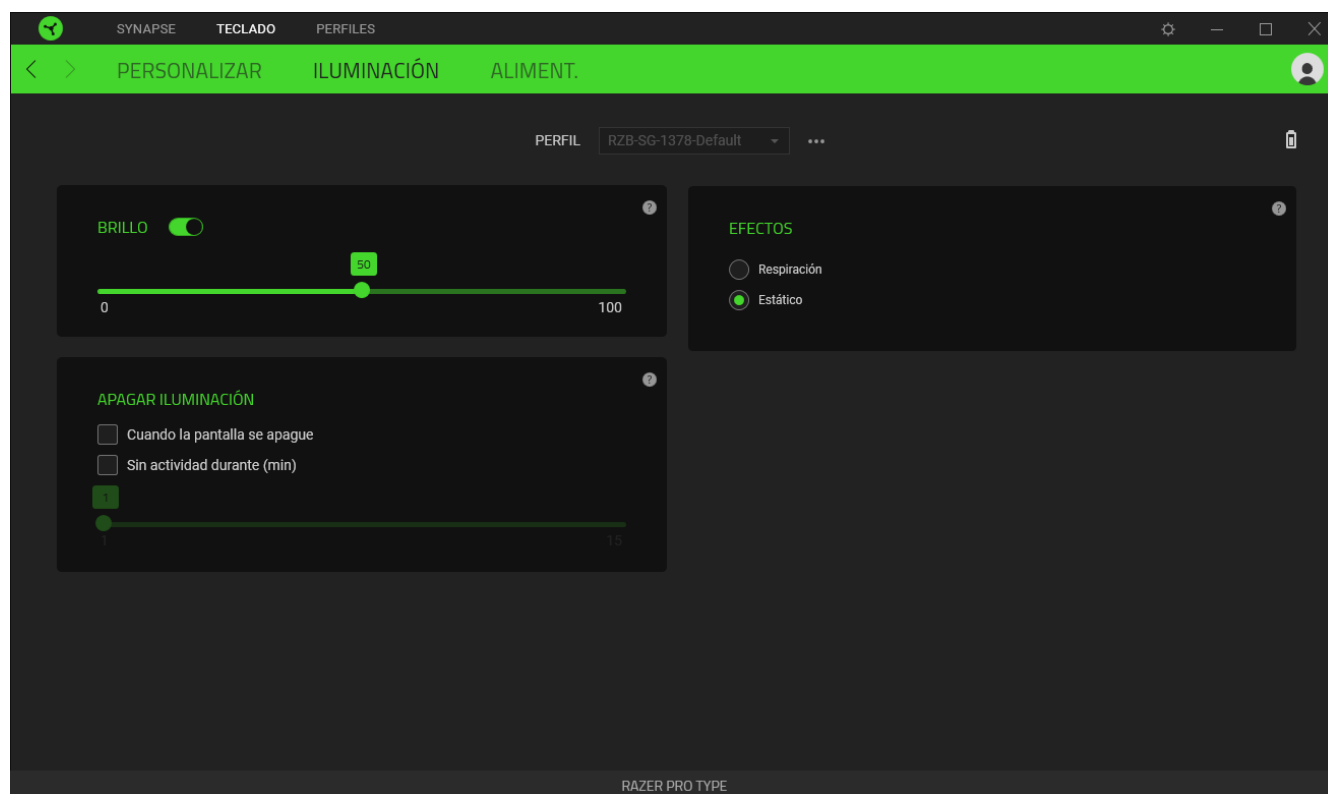 SYNAPSE TECLADO PERFILES
PERSONALIZAR ILUMINACIÓN ALIMENT.
PERFIL RZB-SG-1378-Default
BRILLO
50
0 100
EFECTOS
Respiración
Estático
APAGAR ILUMINACIÓN
Cuando la pantalla se apague
Sin actividad durante (min)
1
1 15
RAZER PRO TYPE